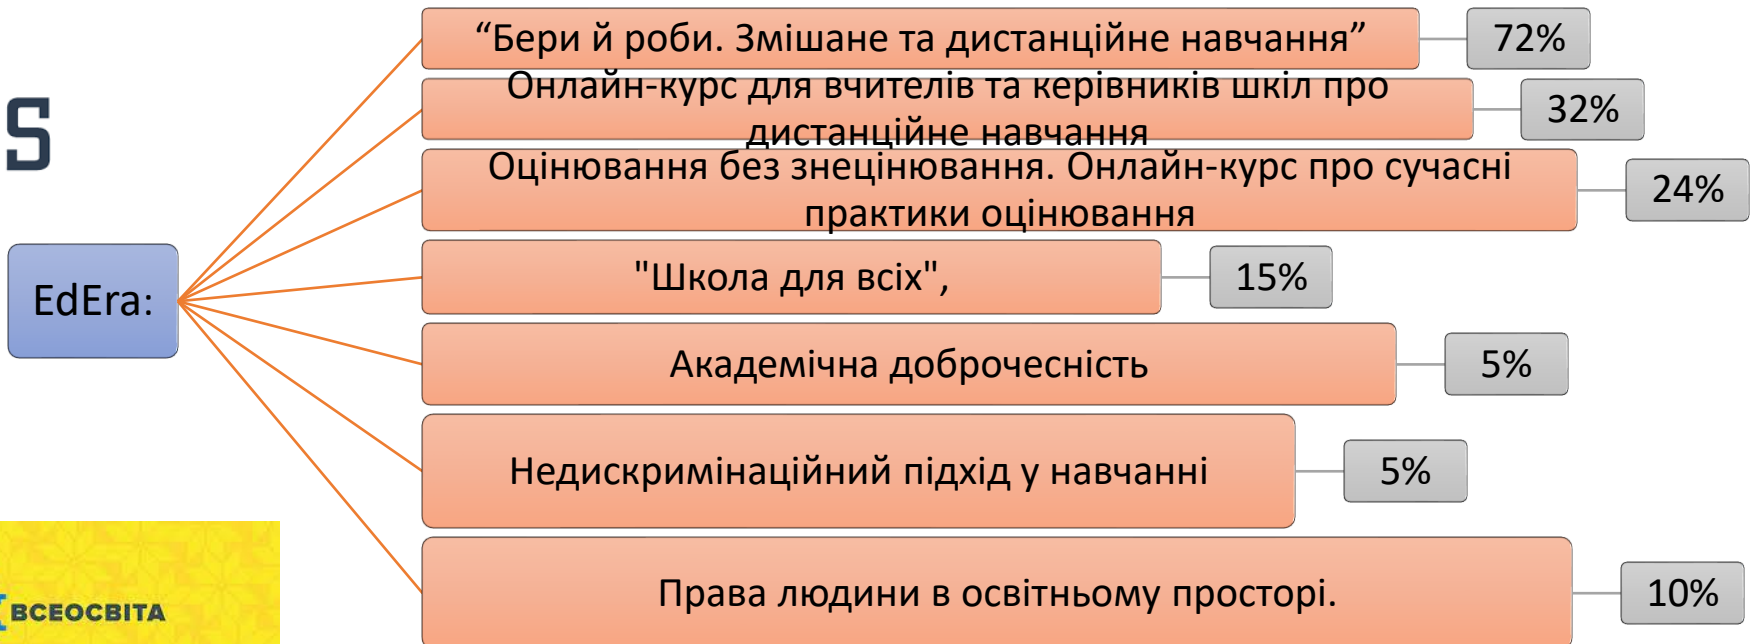 “Бери й роби. Змішане та дистанційне навчання”
72%
Онлайн-курс для вчителів та керівників шкіл про
дистанційне навчання
32%
S
Оцінювання без знецінювання. Онлайн-курс про сучасні
практики оцінювання
24%
EdEra:
"Школа для всіх",
15%
Академічна доброчесність
5%
Недискримінаційний підхід у навчанні
5%
Права людини в освітньому просторі.
10%
ВСЕОСВІТА